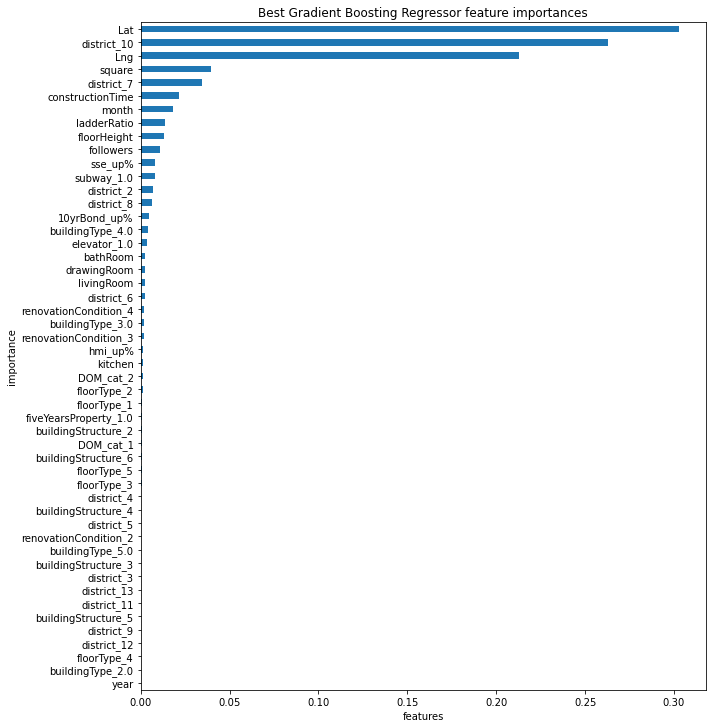 Best Gradient Boosting Regressor feature importances
Lat
district_10
Lng
square
district_7
constructionTime
month
ladderRatio
floorHeight
followers
sse_up%
subway_1.0
district_2
district_8
10yrBond_up%
buildingType_4.0
elevator_1.0
bathRoom
drawingRoom
livingRoom
district_6
renovationCondition_4
buildingType_3.0
renovationCondition_3
hmi_up%
kitchen
DOM_cat_2
floorType_2
floorType_1
fiveYearsProperty_1.0
buildingStructure_2
DOM_cat_1
buildingStructure_6
floorType_5
floorType_3
district_4
buildingStructure_4
district_5
renovationCondition_2
buildingType_5.0
buildingStructure_3
district_3
district_13
district_11
buildingStructure_5
district_9
district_12
floorType_4
buildingType_2.0
year
importance
0.00 0.05 0.10 0.15 0.20 0.25 0.30
features